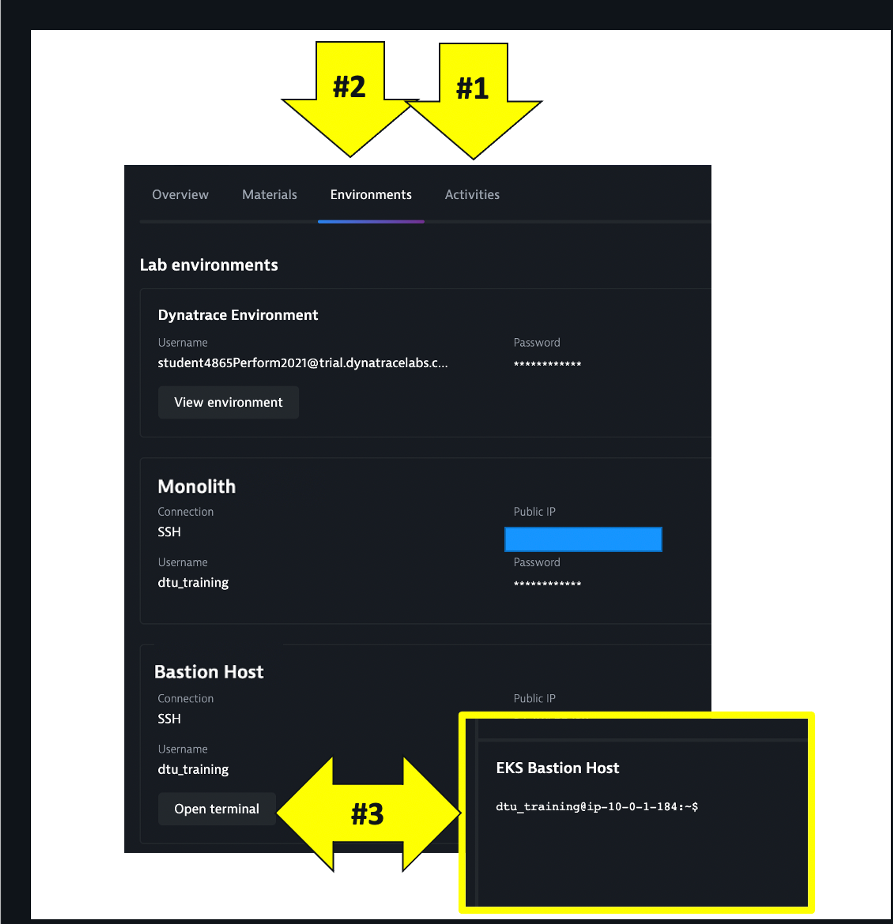 #2 #1
Overview Materials Environments Activities
Lab environments
Dynatrace Environment
Username Password
student4865Perform2021@trial.dynatracelabs.c... ************
View environment
Monolith
Connection Public IP
SSH
Username Password
dtu_training ************
Bastion Host
Connection Public IP
SSH
Username
dtu_training
Open terminal
#3
EKS Bastion Host
dtu_training@ip-10-0-1-184:~$